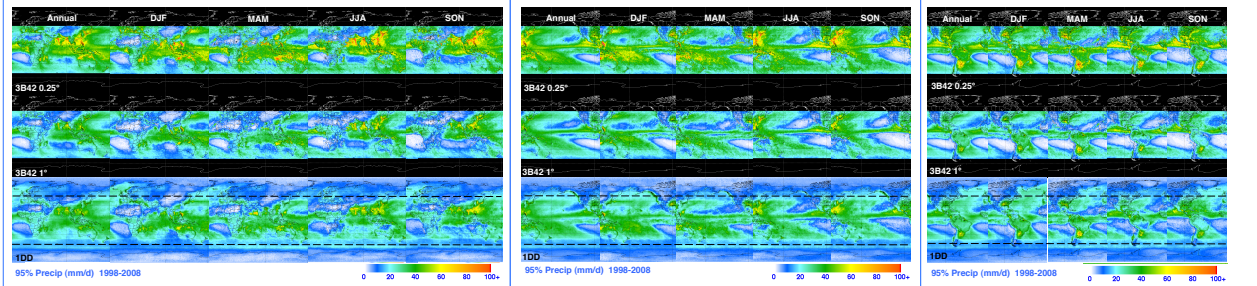 Annual DJF MAM JJA SON
3B42 0.25°
3B42 1°
1DD
95% Precip (mm/d) 1998-2008
0 20 40 60 80 100+
Annual DJF MAM JJA SON
3B42 0.25°
3B42 1°
1DD
95% Precip (mm/d) 1998-2008
0 20 40 60 80 100+
Annual DJF MAM JJA SON
3B42 0.25°
3B42 1°
1DD
95% Precip (mm/d) 1998-2008
0 20 40 60 80 100+